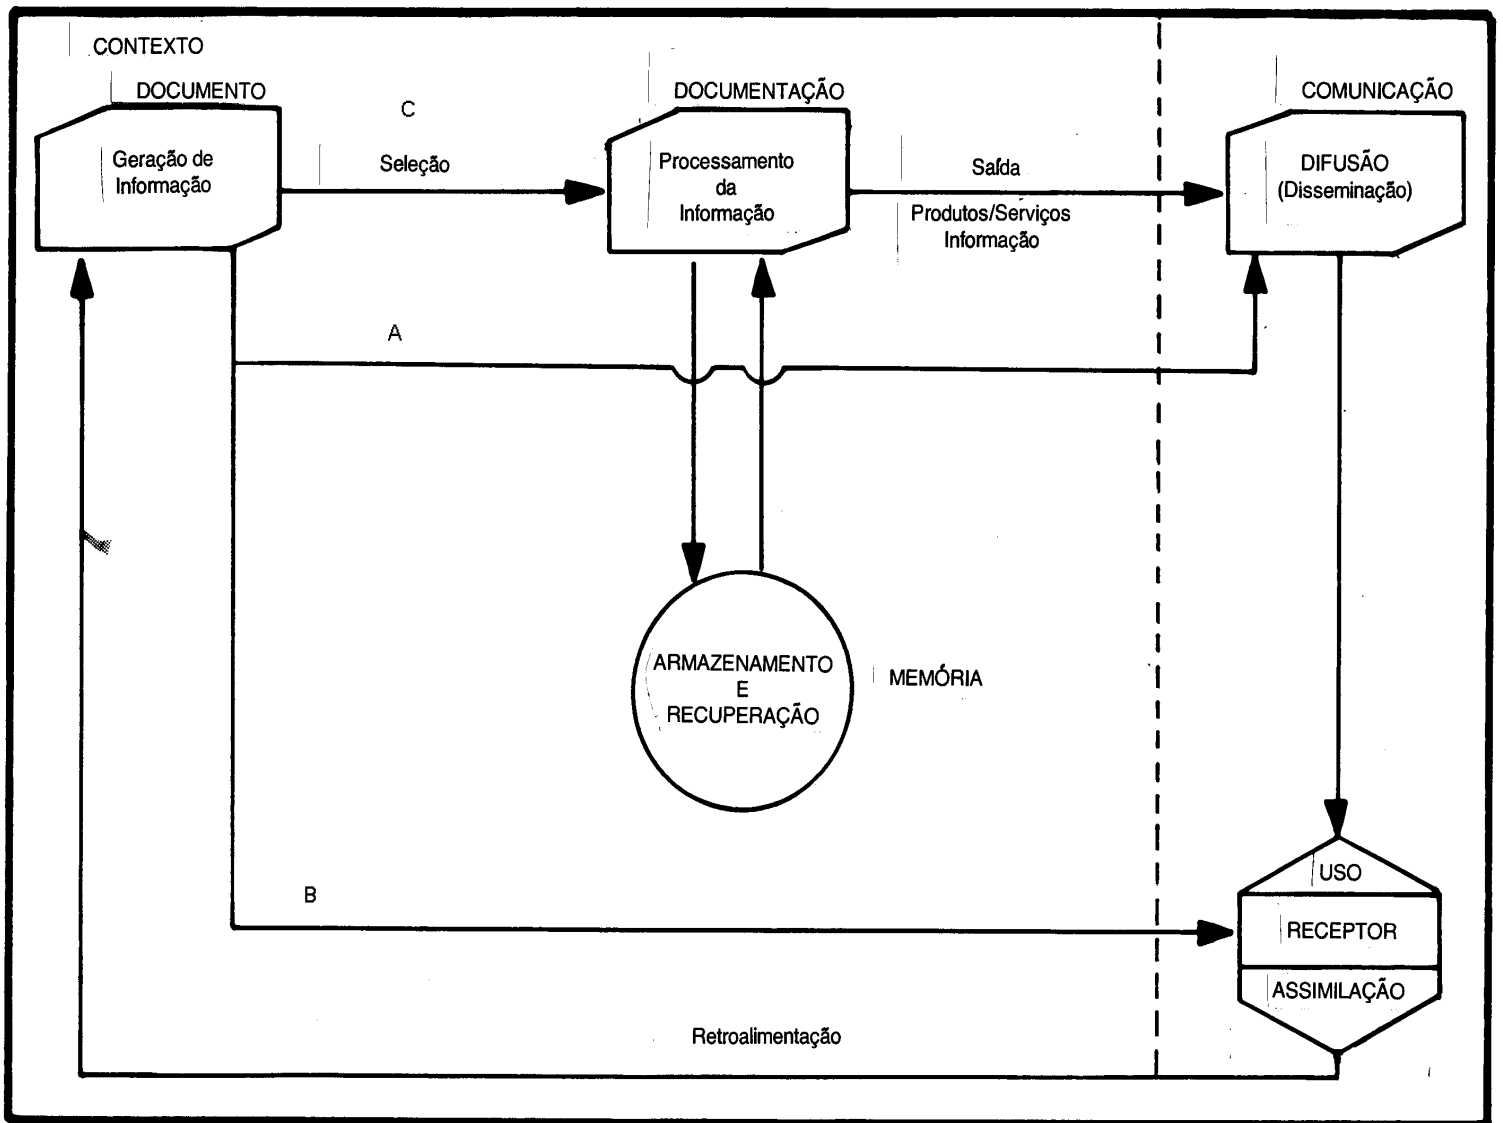 CONTEXTO
DOCUMENTO
Geração de
Informação
C
Seleção
DOCUMENTAÇÃO
Processamento
da
Informação
Saída
Produtos/Serviços
Informação
COMUNICAÇÃO
DIFUSÃO
(Disseminação)
A
ARMAZENAMENTO
E
RECUPERAÇÃO
MEMÓRIA
B
USO
RECEPTOR
ASSIMILAÇÃO
Retroalimentação